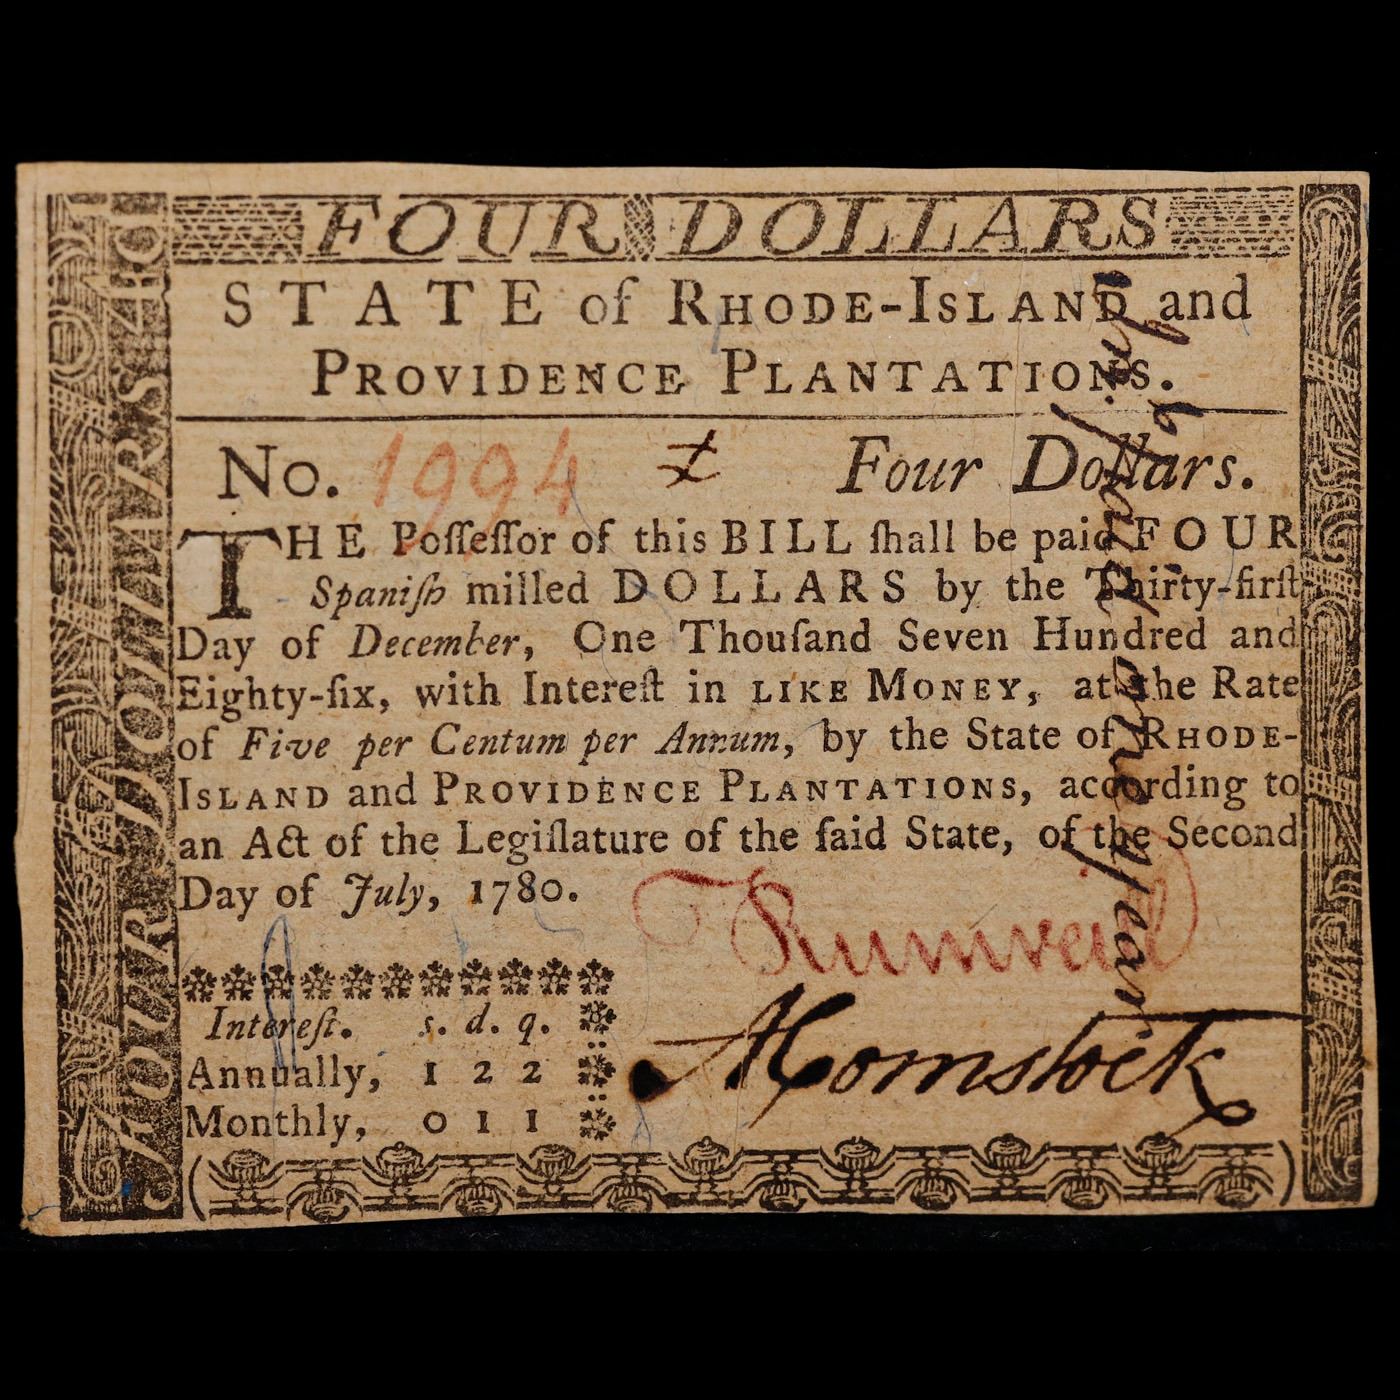 FOUR DOLLARS
STATE of RHODE-ISLAND and
PROVIDENCE PLANTATIONS.
No. 1994 Four Dollars.
THE Poſſeſſor of this BILL ſhall be paid FOUR
Spaniſh milled DOLLARS by the Thirty-firſt
Day of December, One Thouſand Seven Hundred and
Eighty-ſix, with Intereſt in LIKE MONEY, at the Rate
of Five per Centum per Annum, by the State of RHODE-
ISLAND and PROVIDENCE PLANTATIONS, according to
an Act of the Legiſlature of the ſaid State, of the Second
Day of July, 1780.
Intereſt. s. d. q.
Annually, 1 2 2
Monthly, 0 1 1
A Comstock
FOUR DOLLARS